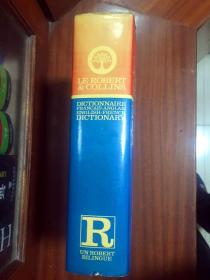 LE ROBERT
& COLLINS
DICTIONNAIRE
FRANÇAIS-ANGLAIS
ENGLISH-FRENCH
DICTIONARY
R
UN ROBERT
BILINGUE